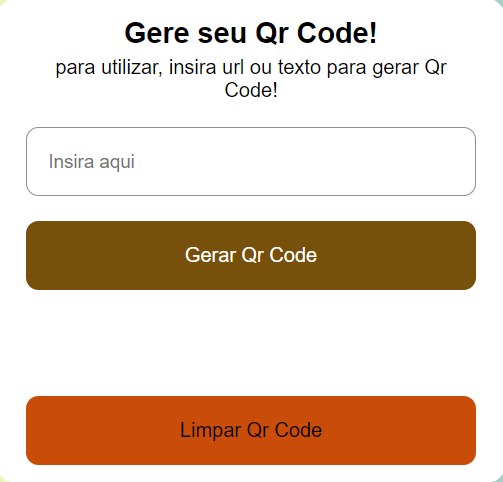 Gere seu Qr Code!
para utilizar, insira url ou texto para gerar Qr
Code!
Insira aqui
Gerar Qr Code
Limpar Qr Code